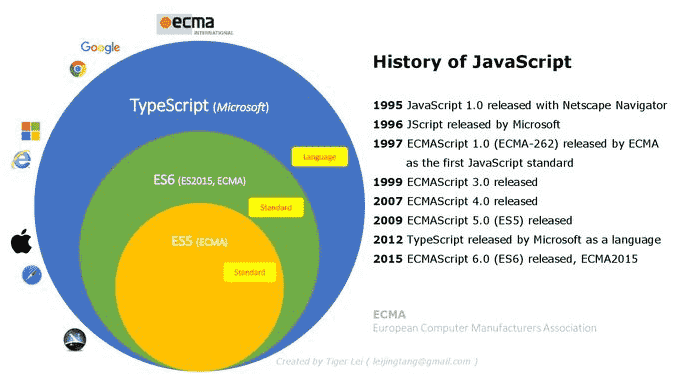 ecma
INTERNATIONAL
Google
TypeScript (Microsoft)
Language
ES6 (ES2015, ECMA)
Standard
ES5 (ECMA)
Standard
History of JavaScript
1995 JavaScript 1.0 released with Netscape Navigator
1996 JScript released by Microsoft
1997 ECMAScript 1.0 (ECMA-262) released by ECMA
as the first JavaScript standard
1999 ECMAScript 3.0 released
2007 ECMAScript 4.0 released
2009 ECMAScript 5.0 (ES5) released
2012 TypeScript released by Microsoft as a language
2015 ECMAScript 6.0 (ES6) released, ECMA2015
ECMA
European Computer Manufacturers Association
Created by Tiger Lei ( leijingtang@gmail.com )